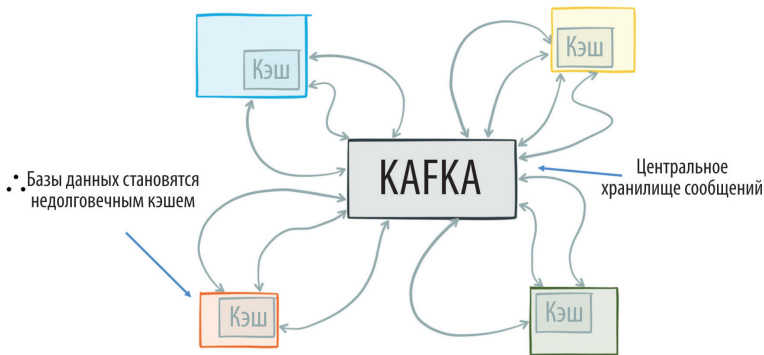 Кэш
Кэш
KAFKA
Центральное
хранилище сообщений
∴ Базы данных становятся
недолговечным кэшем
Кэш
Кэш